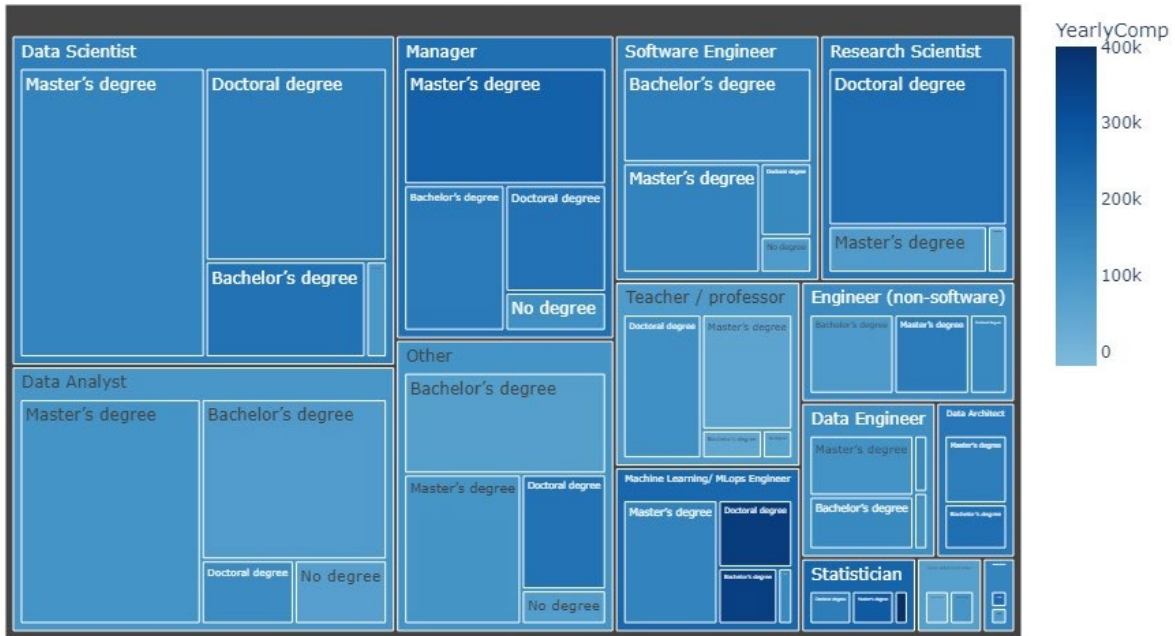 Data Scientist
Master's degree
Doctoral degree
Bachelor's degree
Data Analyst
Master's degree
Bachelor's degree
Doctoral degree
No degree
Manager
Master's degree
Bachelor's degree
Doctoral degree
No degree
Other
Bachelor's degree
Master's degree
Doctoral degree
No degree
Software Engineer
Bachelor's degree
Master's degree
Doctoral degree
No degree
Research Scientist
Doctoral degree
Master's degree
Teacher / professor
Doctoral degree
Master's degree
Bachelor's degree
Machine Learning/ MLops Engineer
Master's degree
Doctoral degree
Bachelor's degree
Engineer (non-software)
Bachelor's degree
Master's degree
Doctoral degree
Data Engineer
Master's degree
Bachelor's degree
Data Architect
Master's degree
Bachelor's degree
Statistician
Doctoral degree
Master's degree
YearlyComp
400k
300k
200k
100k
0